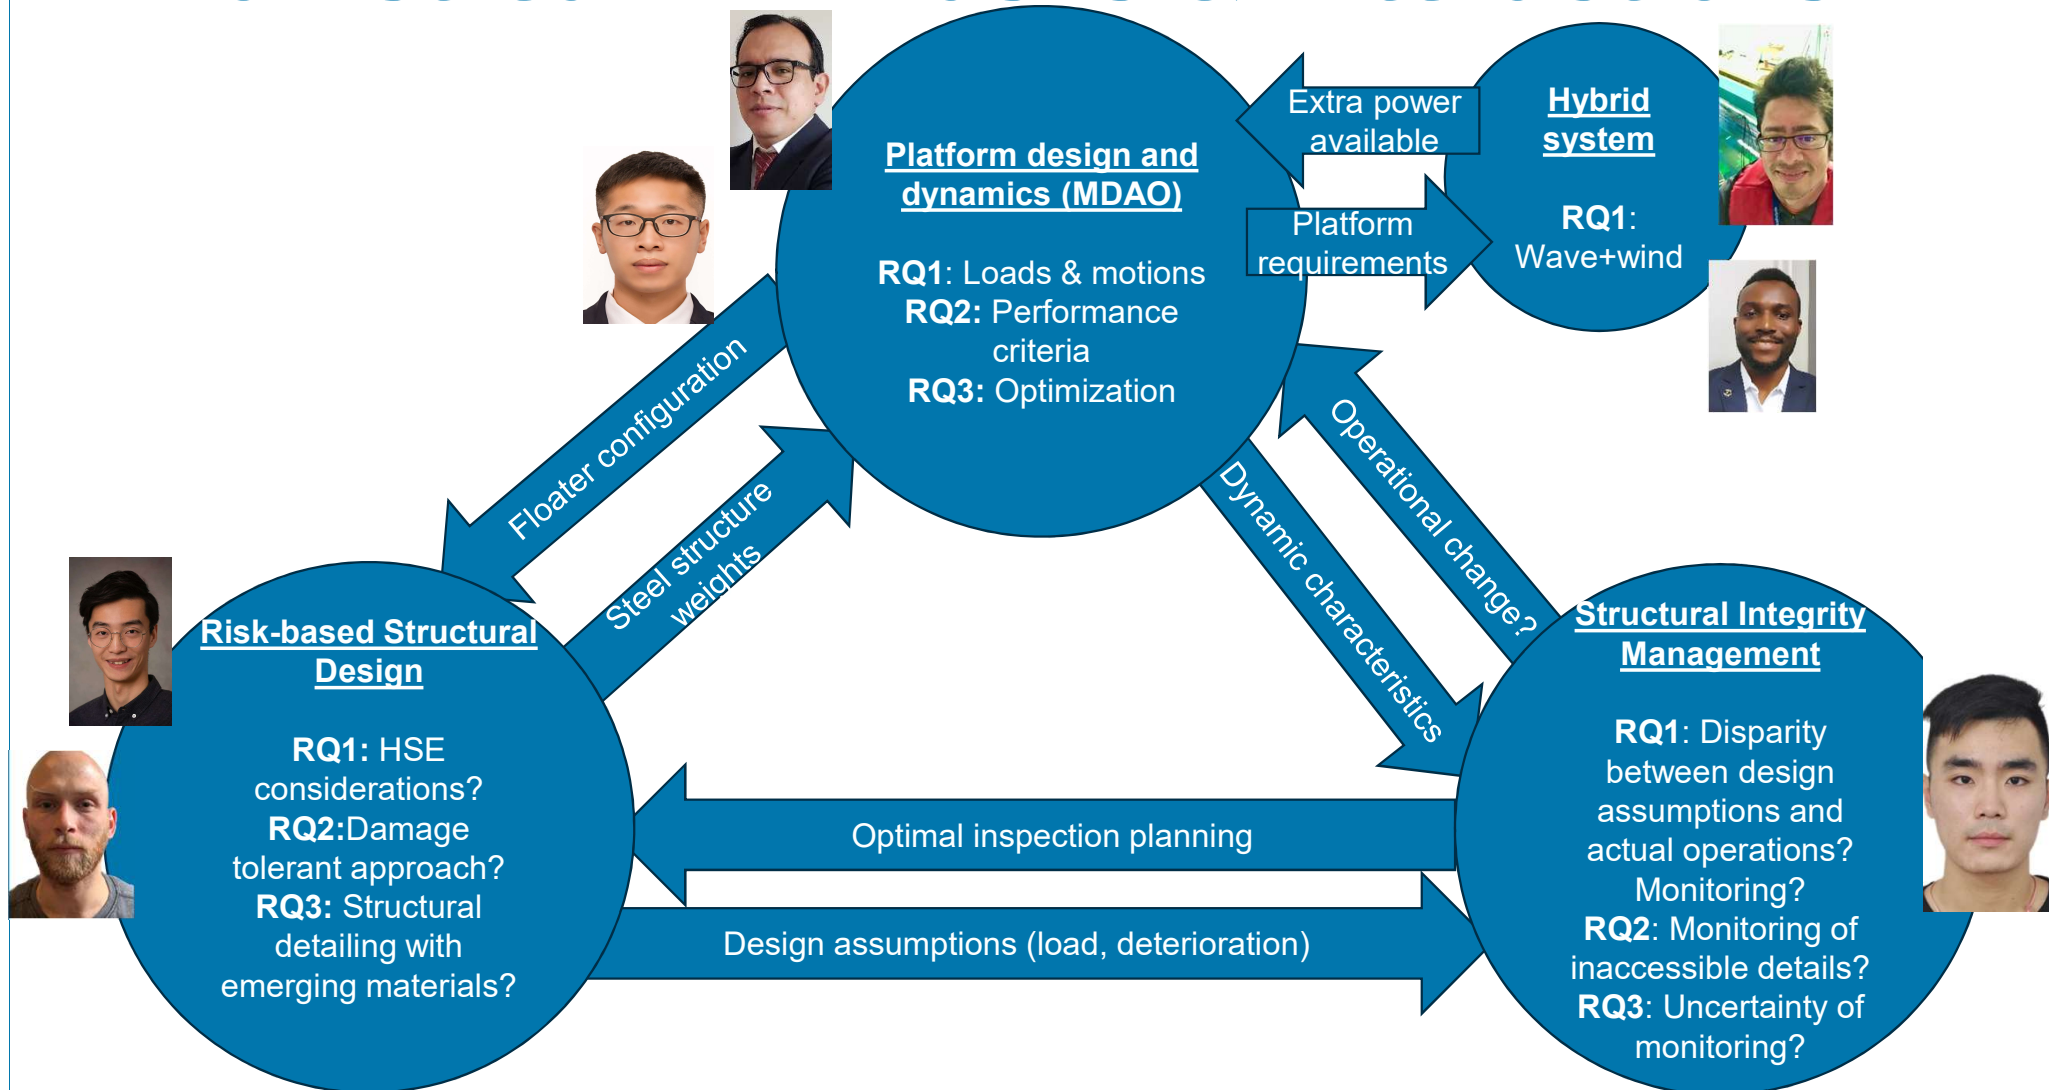 Platform design and
dynamics (MDAO)
RQ1: Loads & motions
RQ2: Performance
criteria
RQ3: Optimization
Extra power
available
Platform
requirements
Hybrid
system
RQ1:
Wave+wind
Floater configuration
Steel structure
weights
Operational change?
Dynamic characteristics
Risk-based Structural
Design
RQ1: HSE
considerations?
RQ2:Damage
tolerant approach?
RQ3: Structural
detailing with
emerging materials?
Optimal inspection planning
Design assumptions (load, deterioration)
Structural Integrity
Management
RQ1: Disparity
between design
assumptions and
actual operations?
Monitoring?
RQ2: Monitoring of
inaccessible details?
RQ3: Uncertainty of
monitoring?